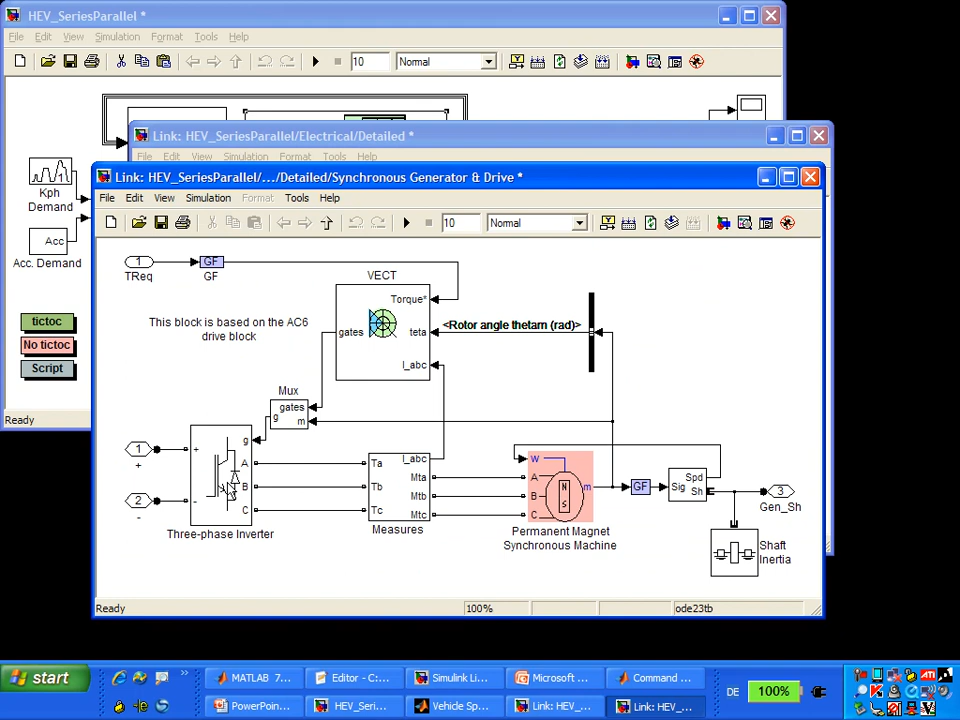 HEV_SeriesParallel *
File Edit View Simulation Format Tools Help
10 Normal
Link: HEV_SeriesParallel/Electrical/Detailed *
File Edit View Simulation Format Tools Help
Kph
Demand
Acc
Acc. Demand
tictoc
No tictoc
Script
Ready
Link: HEV_SeriesParallel/.../Detailed/Synchronous Generator & Drive *
File Edit View Simulation Format Tools Help
10 Normal
1
TReq
GF
GF
VECT
Torque*
gates
teta
I_abc
<Rotor angle thetam (rad)>
This block is based on the AC6
drive block
Mux
gates
g
m
1
+
2
-
+
-
g
A
B
C
Three-phase Inverter
Ta
Tb
Tc
I_abc
Mta
Mtb
Mtc
Measures
w
A
B
C
m
N
S
Permanent Magnet
Synchronous Machine
GF
Sig
Spd
Sh
3
Gen_Sh
Shaft
Inertia
Ready 100% ode23tb
start
MATLAB 7... Editor - C:... Simulink Li... Microsoft ... Command ...
PowerPoin... HEV_Seri... Vehicle Sp... Link: HEV_... Link: HEV_...
DE 100%
ATI